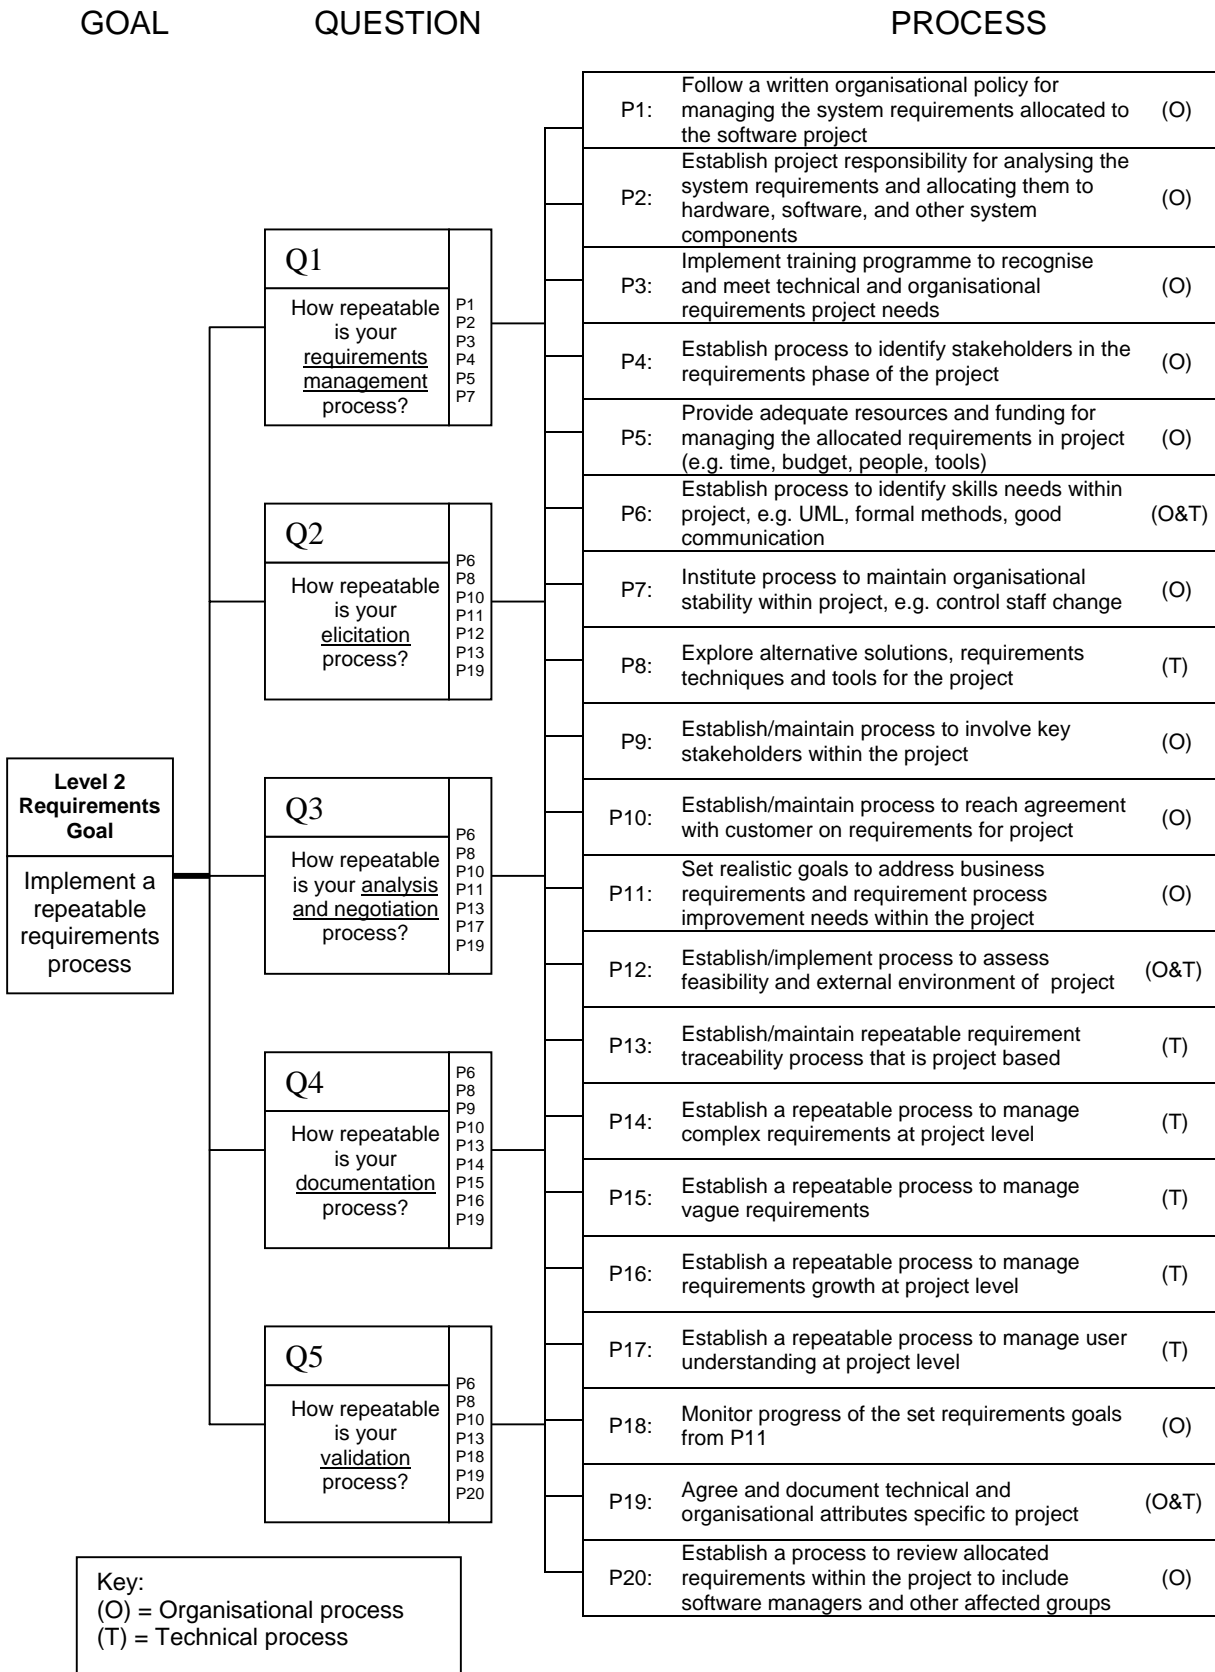 GOAL QUESTION PROCESS
Level 2
Requirements
Goal
Implement a
repeatable
requirements
process
Q1
How repeatable
is your
requirements
management
process?
P1
P2
P3
P4
P5
P7
Q2
How repeatable
is your
elicitation
process?
P6
P8
P10
P11
P12
P13
P19
Q3
How repeatable
is your analysis
and negotiation
process?
P6
P8
P10
P11
P13
P17
P19
Q4
How repeatable
is your
documentation
process?
P6
P8
P9
P10
P13
P14
P15
P16
P19
Q5
How repeatable
is your
validation
process?
P6
P8
P10
P13
P18
P19
P20
Follow a written organisational policy for
P1: managing the system requirements allocated to (O)
the software project
Establish project responsibility for analysing the
system requirements and allocating them to
P2: hardware, software, and other system (O)
components
Implement training programme to recognise
P3: and meet technical and organisational (O)
requirements project needs
P4: Establish process to identify stakeholders in the (O)
requirements phase of the project
Provide adequate resources and funding for
P5: managing the allocated requirements in project (O)
(e.g. time, budget, people, tools)
Establish process to identify skills needs within
P6: project, e.g. UML, formal methods, good (O&T)
communication
P7: Institute process to maintain organisational (O)
stability within project, e.g. control staff change
P8: Explore alternative solutions, requirements (T)
techniques and tools for the project
P9: Establish/maintain process to involve key (O)
stakeholders within the project
P10: Establish/maintain process to reach agreement (O)
with customer on requirements for project
Set realistic goals to address business
P11: requirements and requirement process (O)
improvement needs within the project
P12: Establish/implement process to assess (O&T)
feasibility and external environment of project
P13: Establish/maintain repeatable requirement (T)
traceability process that is project based
P14: Establish a repeatable process to manage (T)
complex requirements at project level
P15: Establish a repeatable process to manage (T)
vague requirements
P16: Establish a repeatable process to manage (T)
requirements growth at project level
P17: Establish a repeatable process to manage user (T)
understanding at project level
P18: Monitor progress of the set requirements goals (O)
from P11
P19: Agree and document technical and (O&T)
organisational attributes specific to project
Establish a process to review allocated
P20: requirements within the project to include (O)
software managers and other affected groups
Key:
(O) = Organisational process
(T) = Technical process